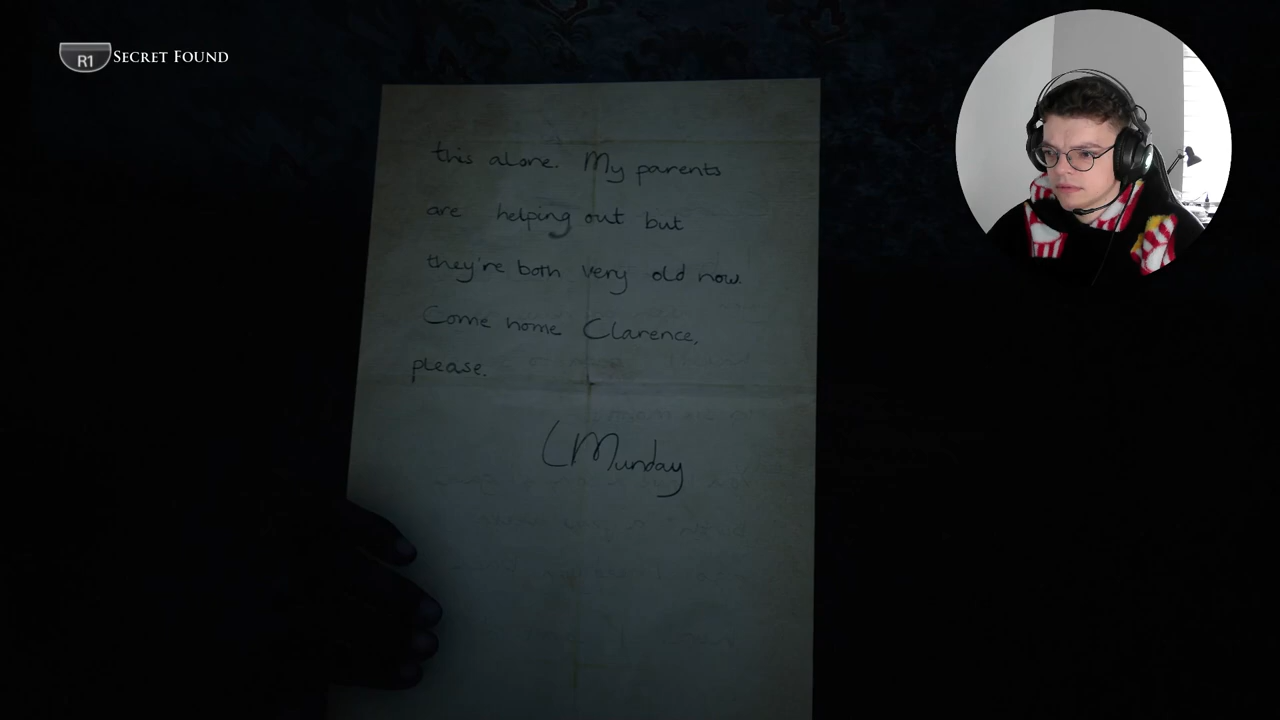 R1 Secret Found
this alone. My parents
are helping out but
they're both very old now.
Come home Clarence,
please.
Munday